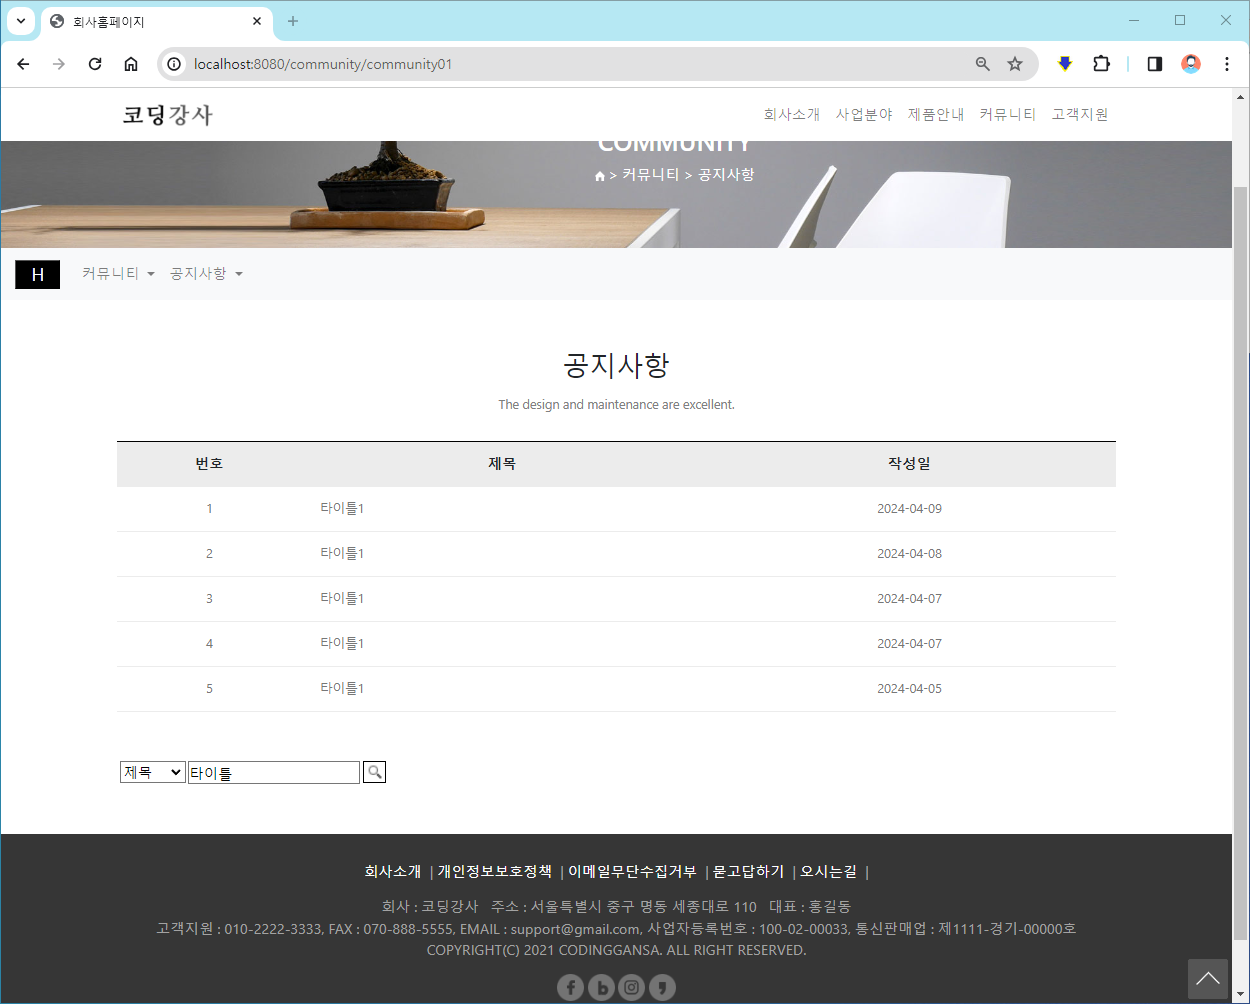 회사홈페이지
localhost:8080/community/community01
코딩강사
회사소개 사업분야 제품안내 커뮤니티 고객지원
COMMUNITY
> 커뮤니티 > 공지사항
H 커뮤니티 공지사항
공지사항
The design and maintenance are excellent.
번호 제목 작성일
1 타이틀1 2024-04-09
2 타이틀1 2024-04-08
3 타이틀1 2024-04-07
4 타이틀1 2024-04-07
5 타이틀1 2024-04-05
제목 타이틀
회사소개 | 개인정보보호정책 | 이메일무단수집거부 | 묻고답하기 | 오시는길 |
회사 : 코딩강사 주소 : 서울특별시 중구 명동 세종대로 110 대표 : 홍길동
고객지원 : 010-2222-3333, FAX : 070-888-5555, EMAIL : support@gmail.com, 사업자등록번호 : 100-02-00033, 통신판매업 : 제1111-경기-00000호
COPYRIGHT(C) 2021 CODINGGANSA. ALL RIGHT RESERVED.